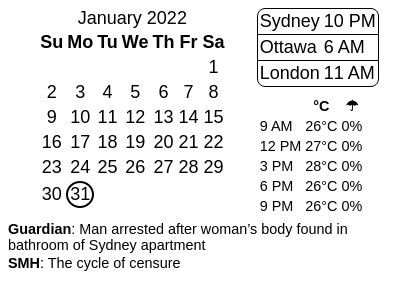 January 2022
Su Mo Tu We Th Fr Sa
1
2 3 4 5 6 7 8
9 10 11 12 13 14 15
16 17 18 19 20 21 22
23 24 25 26 27 28 29
30 31
Sydney 10 PM
Ottawa 6 AM
London 11 AM
°C ☂
9 AM 26°C 0%
12 PM 27°C 0%
3 PM 28°C 0%
6 PM 26°C 0%
9 PM 26°C 0%
Guardian: Man arrested after woman’s body found in
bathroom of Sydney apartment
SMH: The cycle of censure